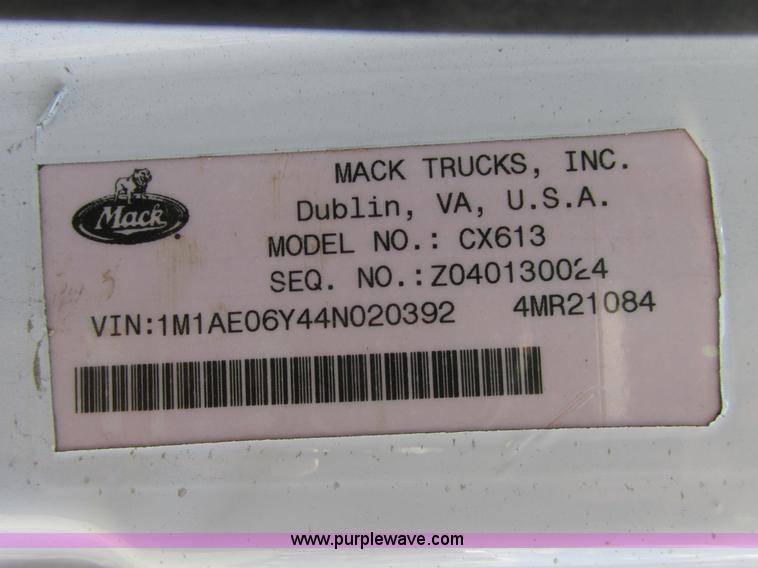 MACK TRUCKS, INC.
Mack
Dublin, VA, U.S.A.
MODEL NO.: CX613
SEQ. NO.:Z040130024
VIN:1M1AE06Y44N020392 4MR21084
www.purplewave.com